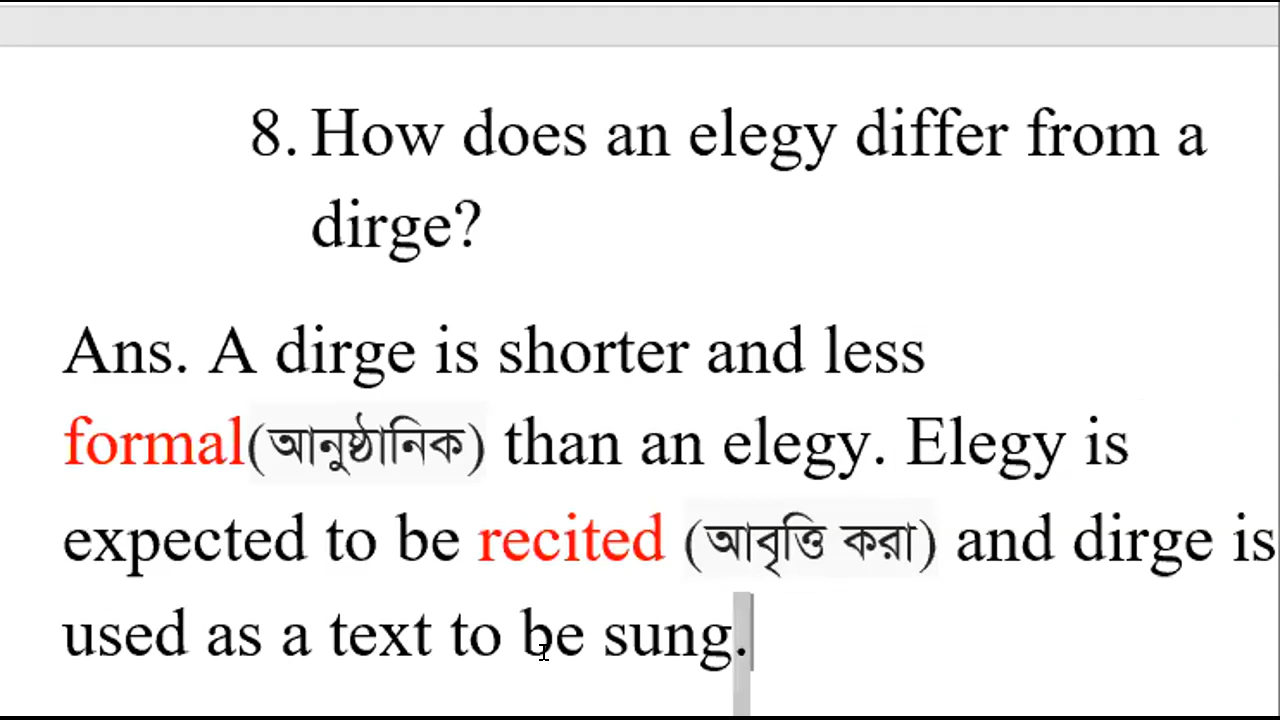 8. How does an elegy differ from a
dirge?
Ans. A dirge is shorter and less
formal(আনুষ্ঠানিক) than an elegy. Elegy is
expected to be recited (আবৃত্তি করা) and dirge is
used as a text to be sung.